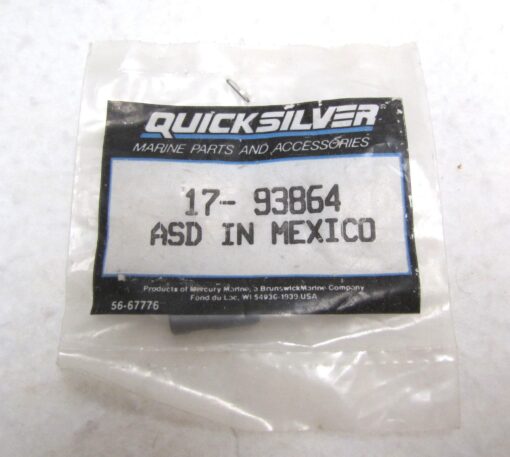 QUICKSILVER
MARINE PARTS AND ACCESSORIES
17- 93864
ASD IN MEXICO
Products of Mercury Marine, a Brunswick Marine Company
Fond du Lac, WI 54936-1939 USA
56-67776